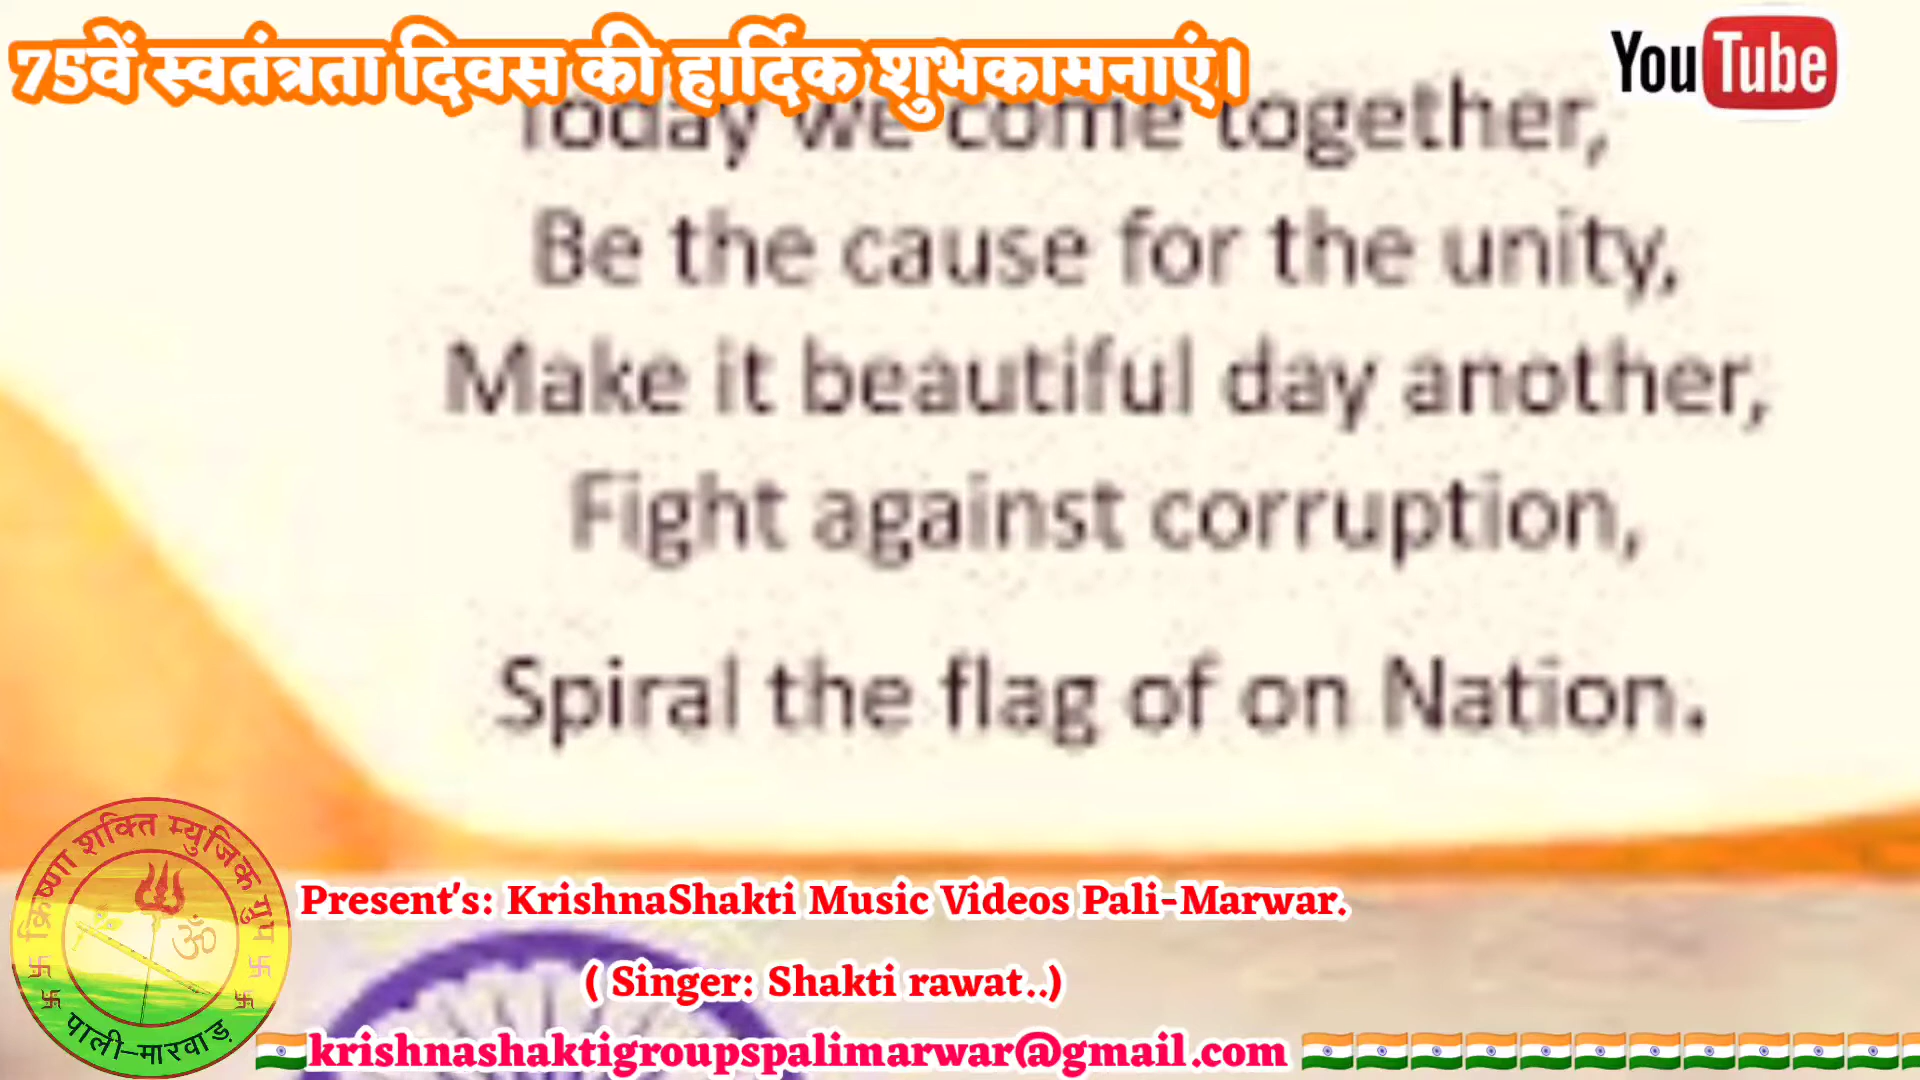 75वें स्वतंत्रता दिवस की हार्दिक शुभकामनाएं।
YouTube
Today we come together,
Be the cause for the unity,
Make it beautiful day another,
Fight against corruption,
Spiral the flag of on Nation.
क्रिष्णा शक्ति म्युजिक ग्रुप
पाली–मारवाड़
Present's: KrishnaShakti Music Videos Pali-Marwar.
( Singer: Shakti rawat..)
krishnashaktigroupspalimarwar@gmail.com